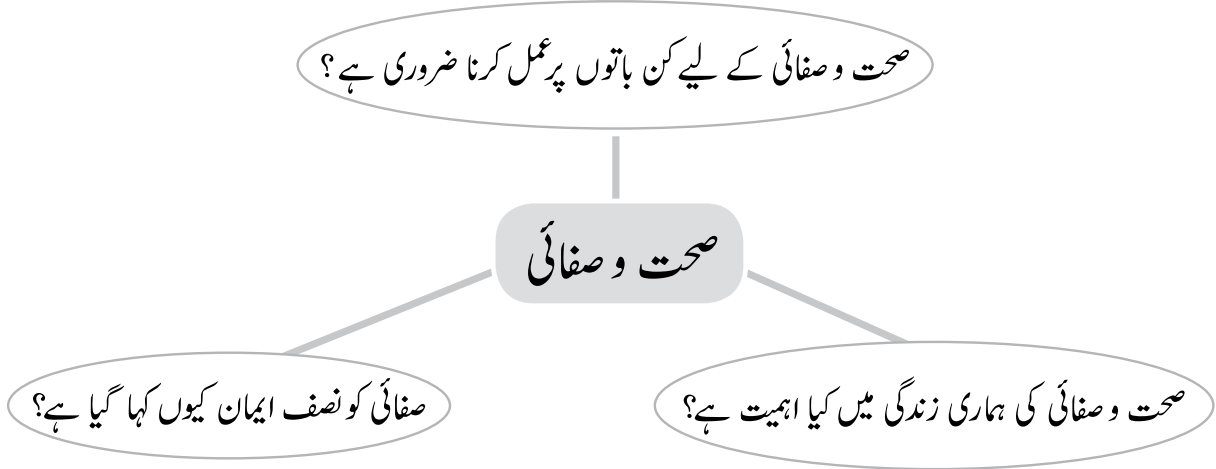 صحت و صفائی کے لیے کن باتوں پر عمل کرنا ضروری ہے؟
صحت و صفائی
صحت و صفائی کی ہماری زندگی میں کیا اہمیت ہے؟
صفائی کو نصف ایمان کیوں کہا گیا ہے؟